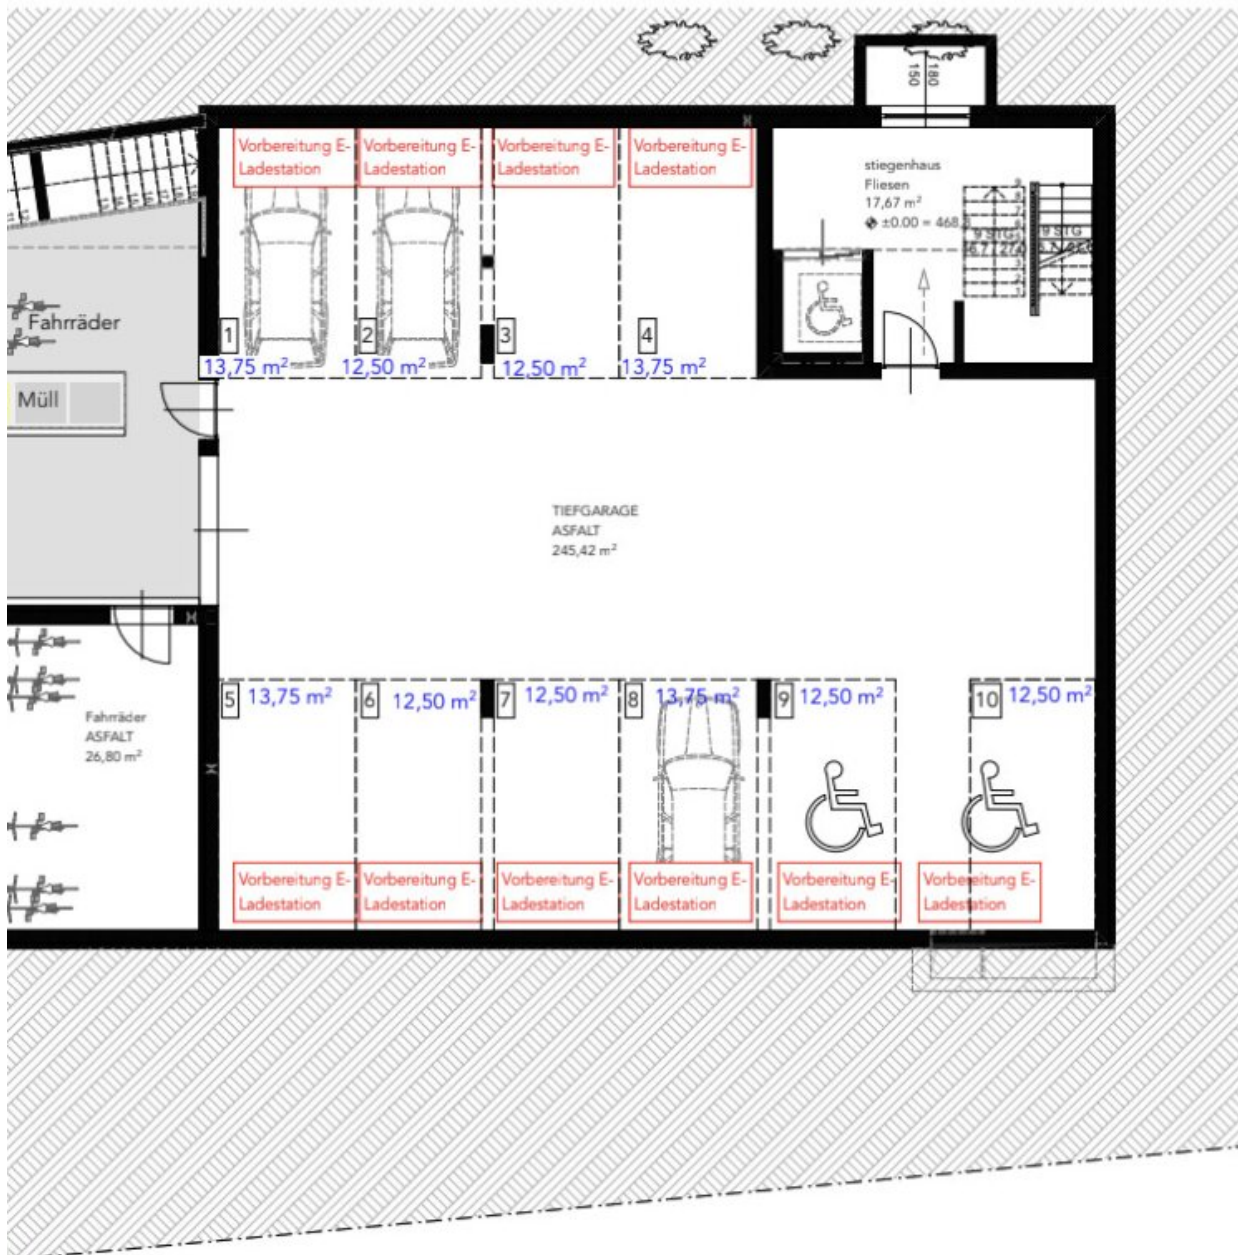 150
180
Vorbereitung E-
Ladestation
Vorbereitung E-
Ladestation
Vorbereitung E-
Ladestation
Vorbereitung E-
Ladestation
stiegenhaus
Fliesen
17,67 m²
±0.00 = 468,
9 STG
9 STG
Fahrräder
1
2
3
4
13,75 m²
12,50 m²
12,50 m²
13,75 m²
Müll
TIEFGARAGE
ASFALT
245,42 m²
5
13,75 m²
6
12,50 m²
7
12,50 m²
8
13,75 m²
9
12,50 m²
10
12,50 m²
Fahrräder
ASFALT
26,80 m²
Vorbereitung E-
Ladestation
Vorbereitung E-
Ladestation
Vorbereitung E-
Ladestation
Vorbereitung E-
Ladestation
Vorbereitung E-
Ladestation
Vorbereitung E-
Ladestation